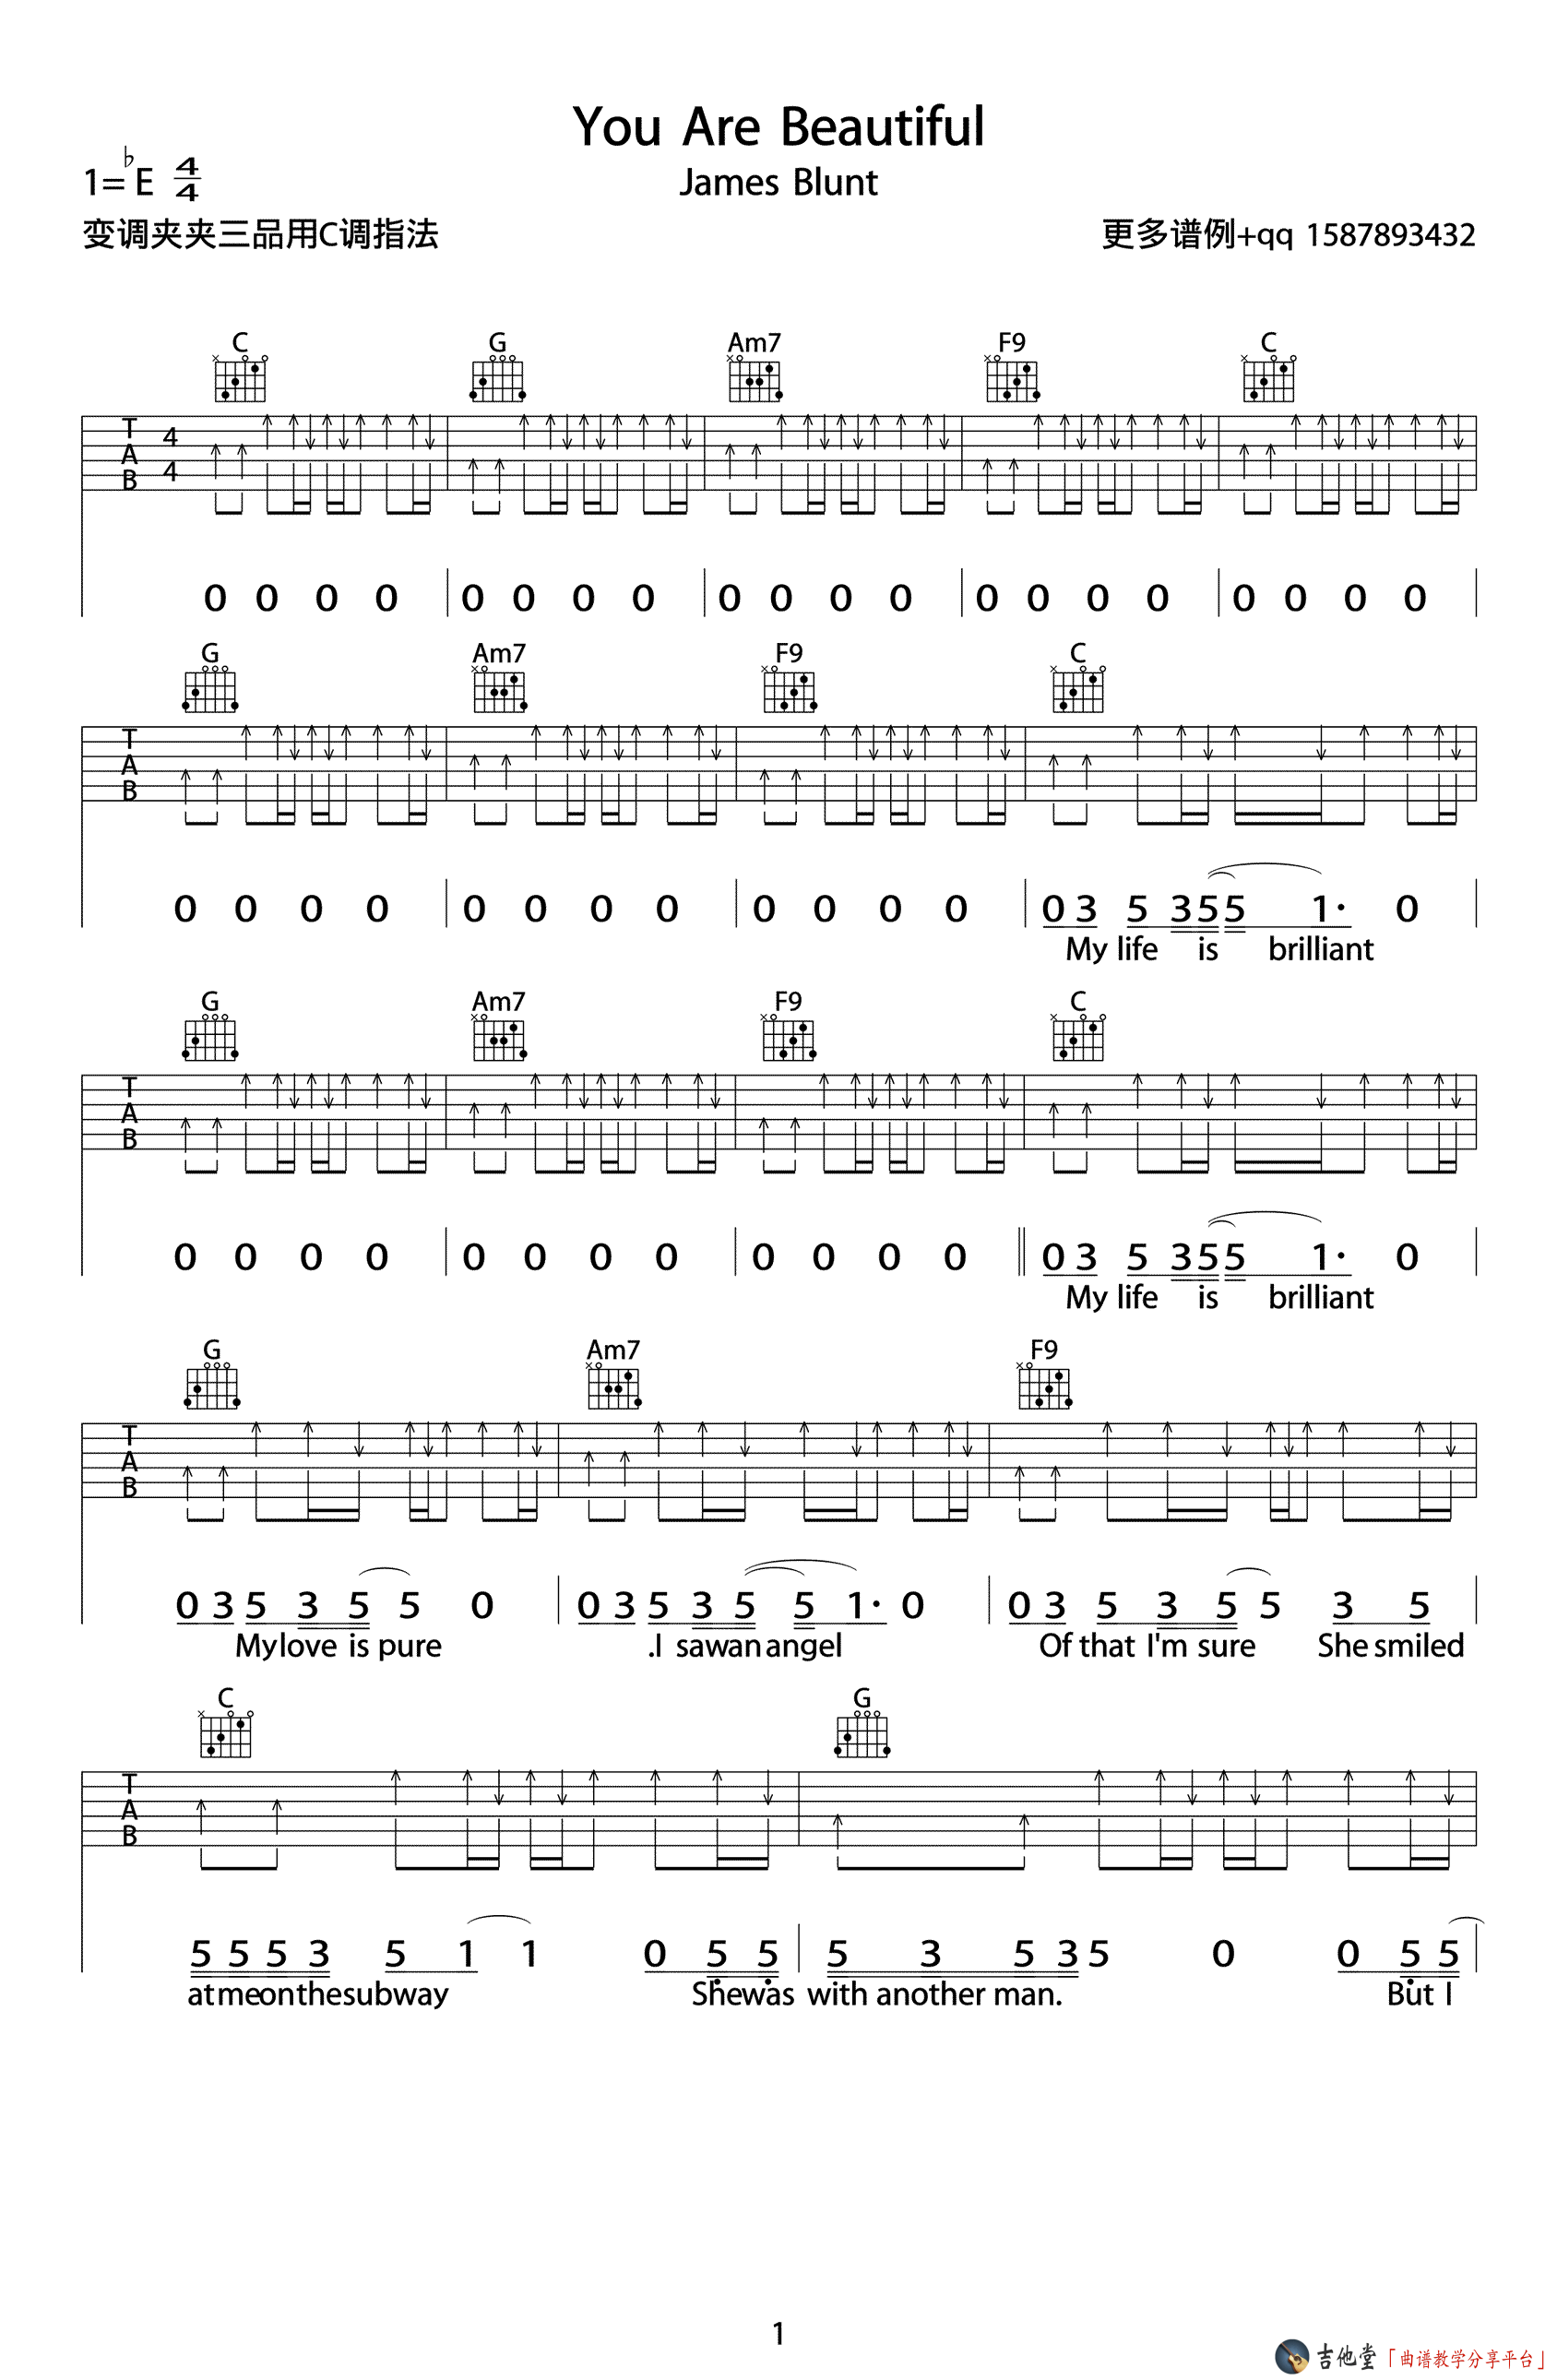 You Are Beautiful
1=♭E 4/4
James Blunt
变调夹夹三品用C调指法
更多谱例+qq 1587893432
C G Am7 F9 C
T A B 4 4
0 0 0 0 0 0 0 0 0 0 0 0 0 0 0 0 0 0 0 0
G Am7 F9 C
T A B
0 0 0 0 0 0 0 0 0 0 0 0 0 3 5 3 5 5 1· 0
My life is brilliant
G Am7 F9 C
T A B
0 0 0 0 0 0 0 0 0 0 0 0 0 3 5 3 5 5 1· 0
My life is brilliant
G Am7 F9
T A B
0 3 5 3 5 5 0 0 3 5 3 5 5 1· 0 0 3 5 3 5 5 3 5
Mylove is pure .I sawan angel Of that I'm sure She smiled
C G
T A B
5 5 5 3 5 1 1 0 5 5 5 3 5 3 5 0 0 5 5
atmeonthesubway Shewas with another man. But I
1
吉他堂「曲谱教学分享平台」